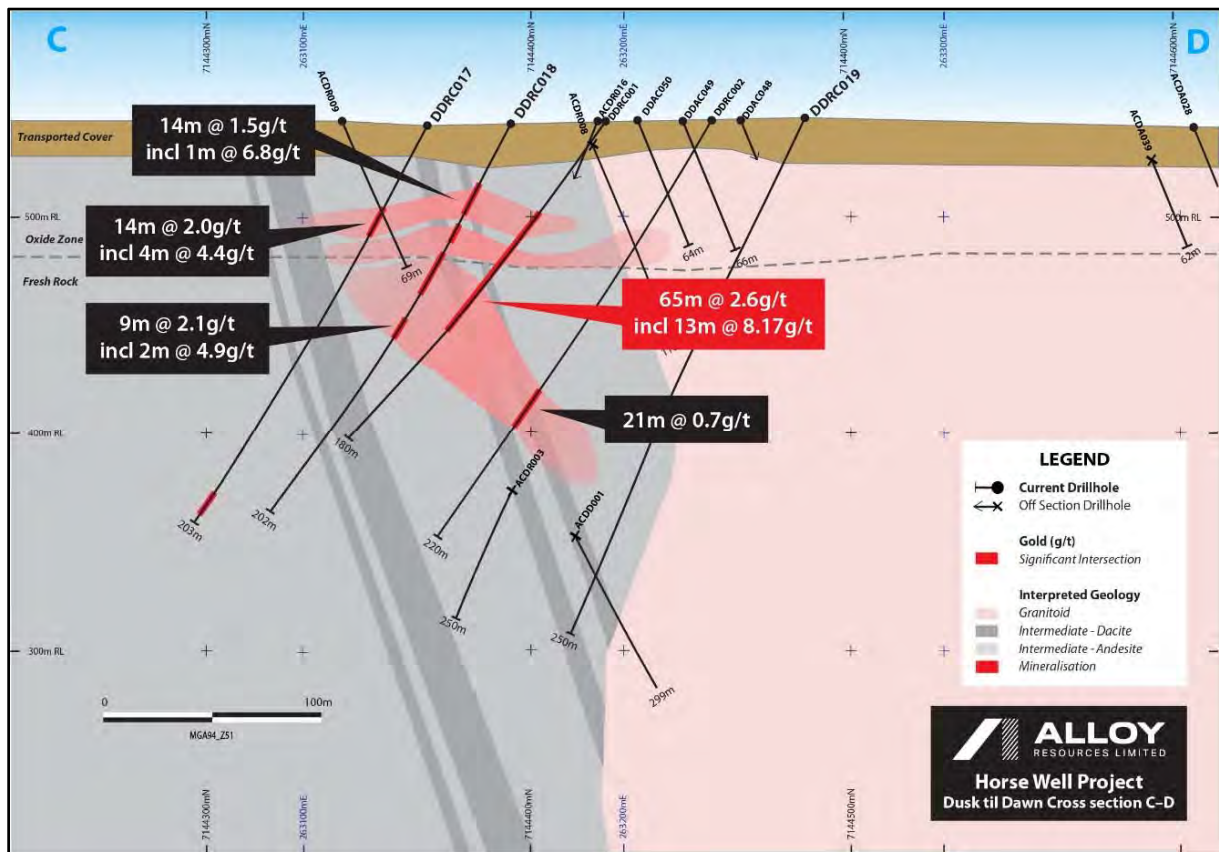 C
D
7144300mN
263100mE
7144400mN
263200mE
7144400mN
263300mE
7144600mN
ACDR009
DDRC017
DDRC018
ACDR008
ACDR016
DDRC001
DDAC050
DDAC049
DDRC002
DDAC048
DDRC019
ACDA039
ACDA028
Transported Cover
14m @ 1.5g/t
incl 1m @ 6.8g/t
500m RL
500m RL
Oxide Zone
Fresh Rock
14m @ 2.0g/t
incl 4m @ 4.4g/t
69m
64m
66m
62m
9m @ 2.1g/t
incl 2m @ 4.9g/t
65m @ 2.6g/t
incl 13m @ 8.17g/t
21m @ 0.7g/t
400m RL
180m
ACDR003
203m
202m
220m
ACDD001
250m
250m
299m
300m RL
0
100m
MGA94_Z51
LEGEND
Current Drillhole
Off Section Drillhole
Gold (g/t)
Significant Intersection
Interpreted Geology
Granitoid
Intermediate - Dacite
Intermediate - Andesite
Mineralisation
ALLOY
RESOURCES LIMITED
Horse Well Project
Dusk til Dawn Cross section C–D
7144300mN
263100mE
7144400mN
263200mE
7144500mN
263300mE
7144600mN